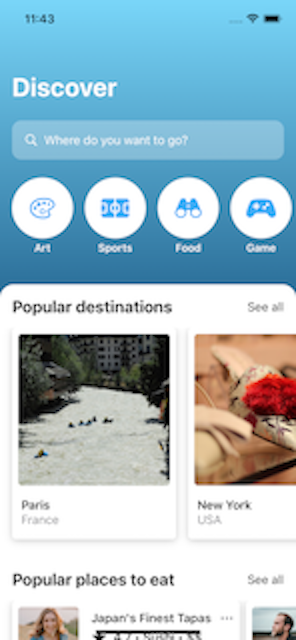 11:43
Discover
Where do you want to go?
Art Sports Food Game
Popular destinations See all
Paris New York
France USA
Popular places to eat See all
Japan's Finest Tapas ...